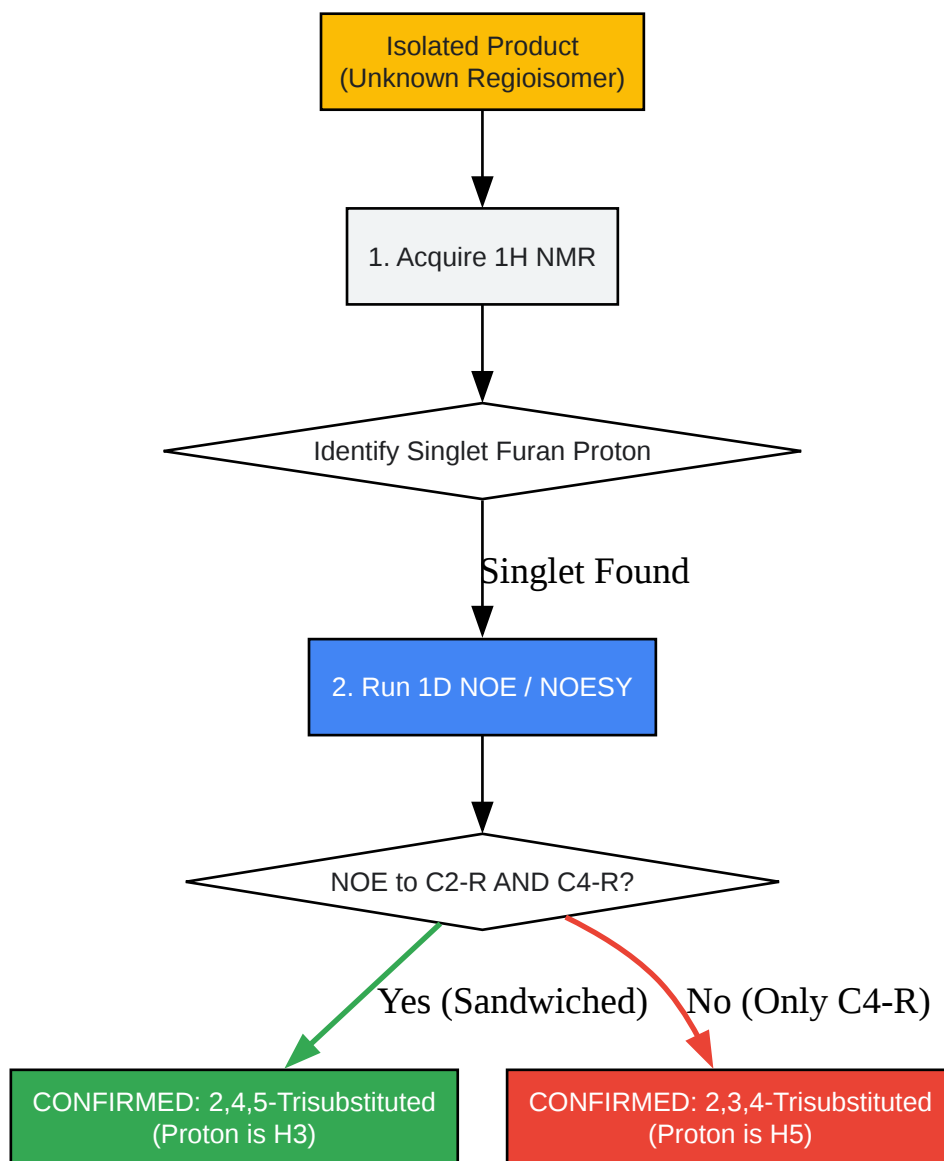 Isolated Product
(Unknown Regioisomer)
1. Acquire 1H NMR
Identify Singlet Furan Proton
Singlet Found
2. Run 1D NOE / NOESY
NOE to C2-R AND C4-R?
Yes (Sandwiched)
No (Only C4-R)
CONFIRMED: 2,4,5-Trisubstituted
(Proton is H3)
CONFIRMED: 2,3,4-Trisubstituted
(Proton is H5)